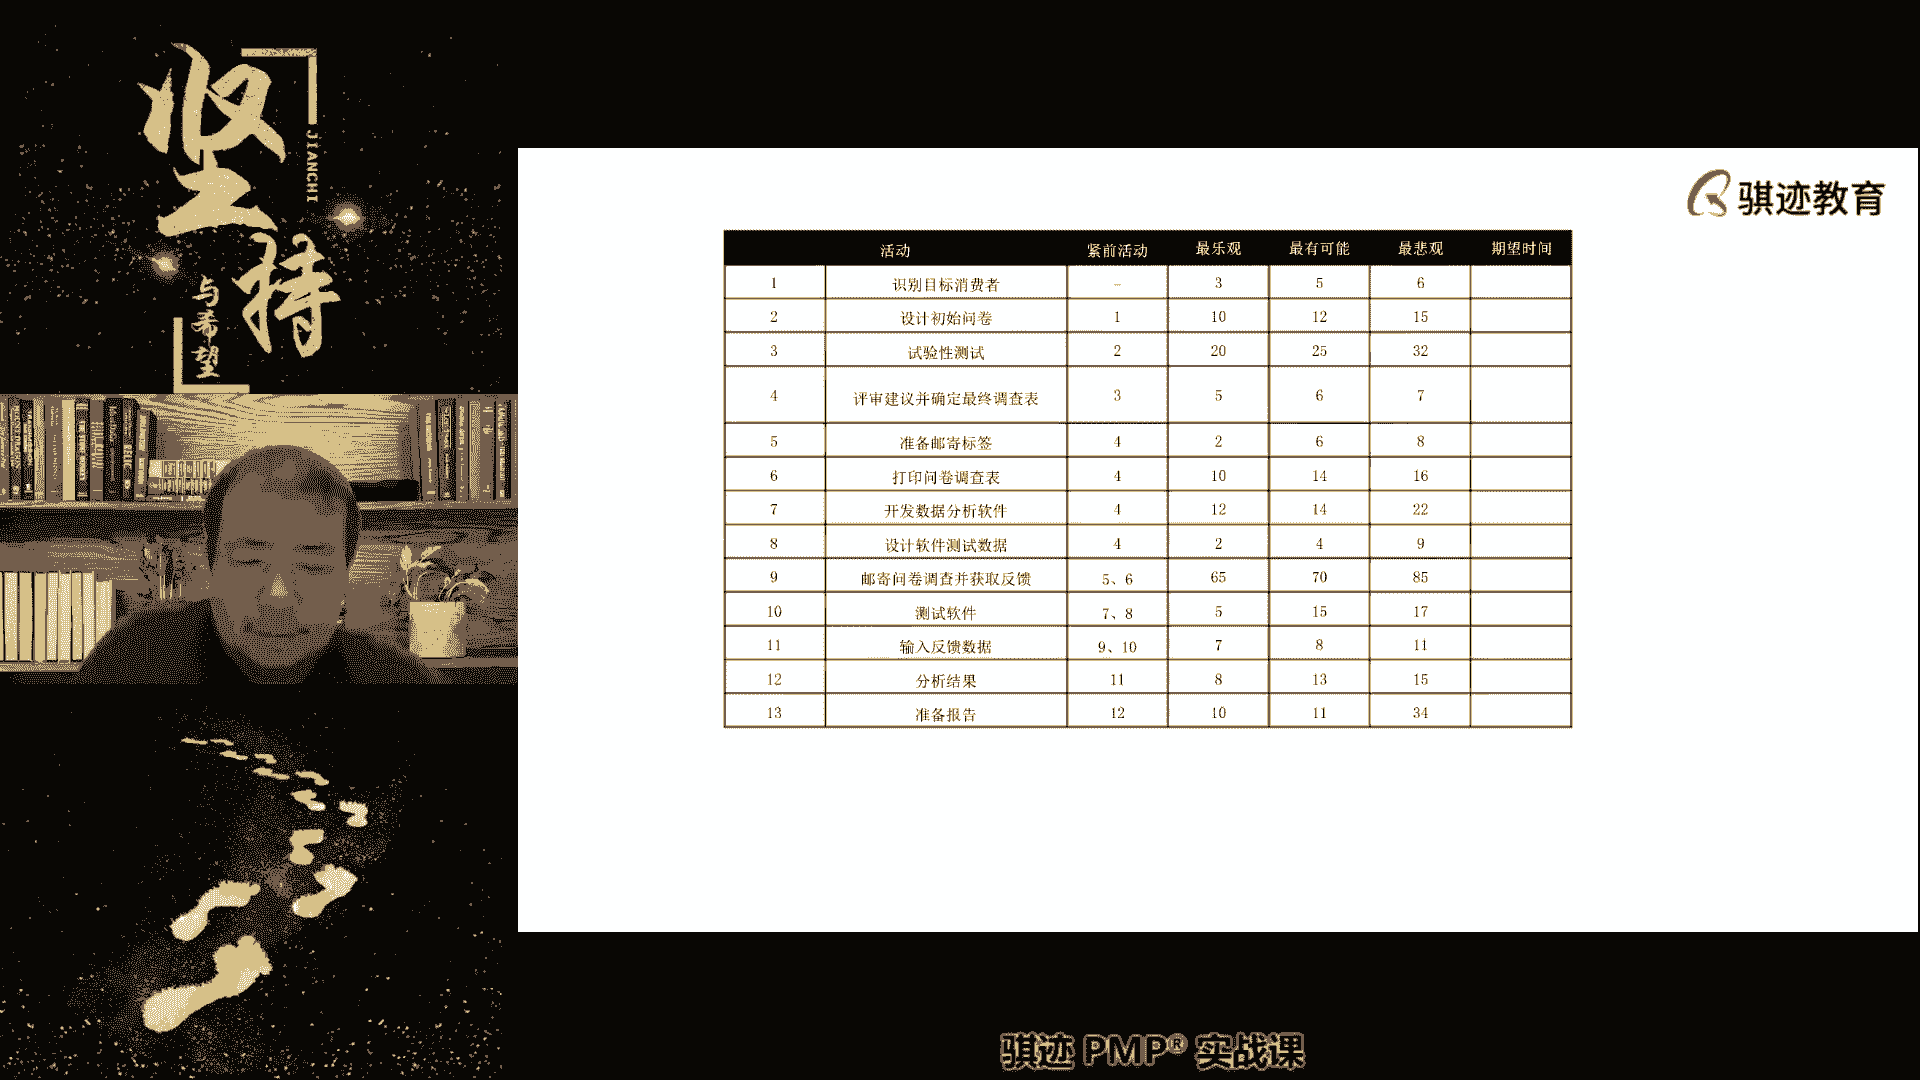 坚持
JIANCHI
与希望
骐迹教育
活动 紧前活动 最乐观 最有可能 最悲观 期望时间
1 识别目标消费者 – 3 5 6
2 设计初始问卷 1 10 12 15
3 试验性测试 2 20 25 32
4 评审建议并确定最终调查表 3 5 6 7
5 准备邮寄标签 4 2 6 8
6 打印问卷调查表 4 10 14 16
7 开发数据分析软件 4 12 14 22
8 设计软件测试数据 4 2 4 9
9 邮寄问卷调查并获取反馈 5、6 65 70 85
10 测试软件 7、8 5 15 17
11 输入反馈数据 9、10 7 8 11
12 分析结果 11 8 13 15
13 准备报告 12 10 11 34
骐迹 PMP® 实战课